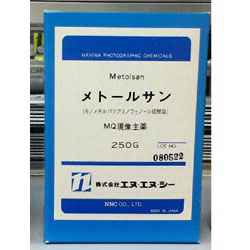 NANIWA PHOTOGRAPHIC CHEMICALS
Metolsan
メトールサン
(モノメチルパラアミノフェノール硫酸塩)
MQ現像主薬
250G
LOT NO.
080522
n
株式会社エヌ・エヌ・シー
NNC CO., LTD.
MADE IN JAPAN